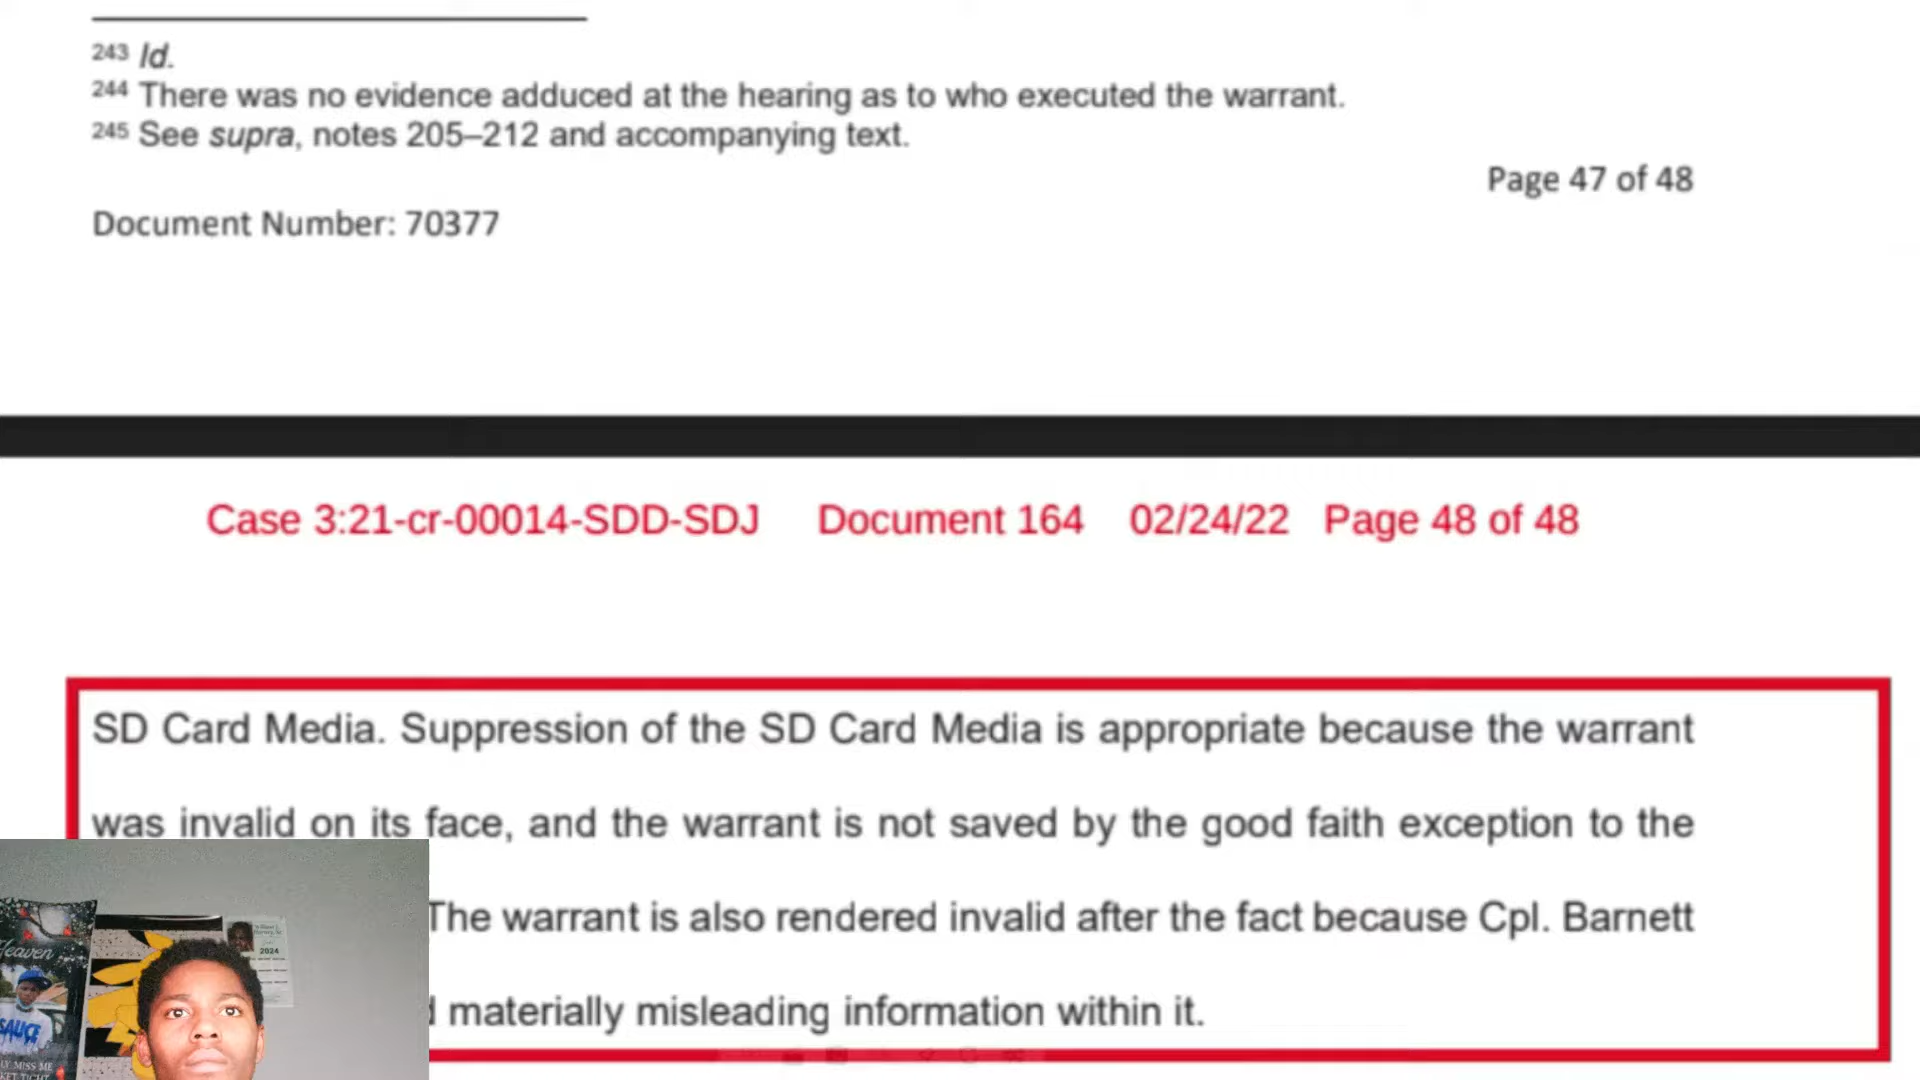 243 Id.
244 There was no evidence adduced at the hearing as to who executed the warrant.
245 See supra, notes 205–212 and accompanying text.
Page 47 of 48
Document Number: 70377
Case 3:21-cr-00014-SDD-SDJ Document 164 02/24/22 Page 48 of 48
SD Card Media. Suppression of the SD Card Media is appropriate because the warrant
was invalid on its face, and the warrant is not saved by the good faith exception to the
The warrant is also rendered invalid after the fact because Cpl. Barnett
materially misleading information within it.
Heaven
SAUCE
MISS ME
2024